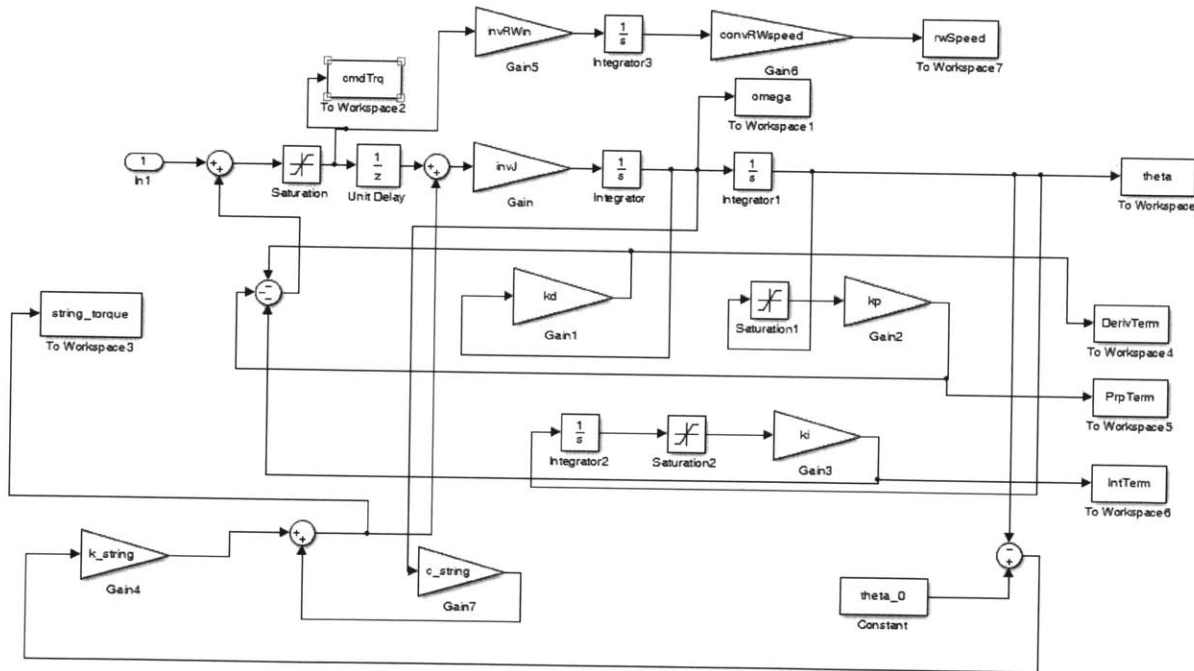 invRWin
Gain5
1
s
Integrator3
convRWspeed
Gain6
rwSpeed
To Workspace7
cmdTrq
To Workspace2
omega
To Workspace1
1
In1
+
+
Saturation
1
z
Unit Delay
+
+
invJ
Gain
1
s
Integrator
1
s
Integrator1
theta
To Workspace
−
−
−
kd
Gain1
Saturation1
kp
Gain2
string_torque
To Workspace3
DerivTerm
To Workspace4
PrpTerm
To Workspace5
1
s
Integrator2
Saturation2
ki
Gain3
IntTerm
To Workspace6
k_string
Gain4
+
+
c_string
Gain7
−
+
theta_0
Constant